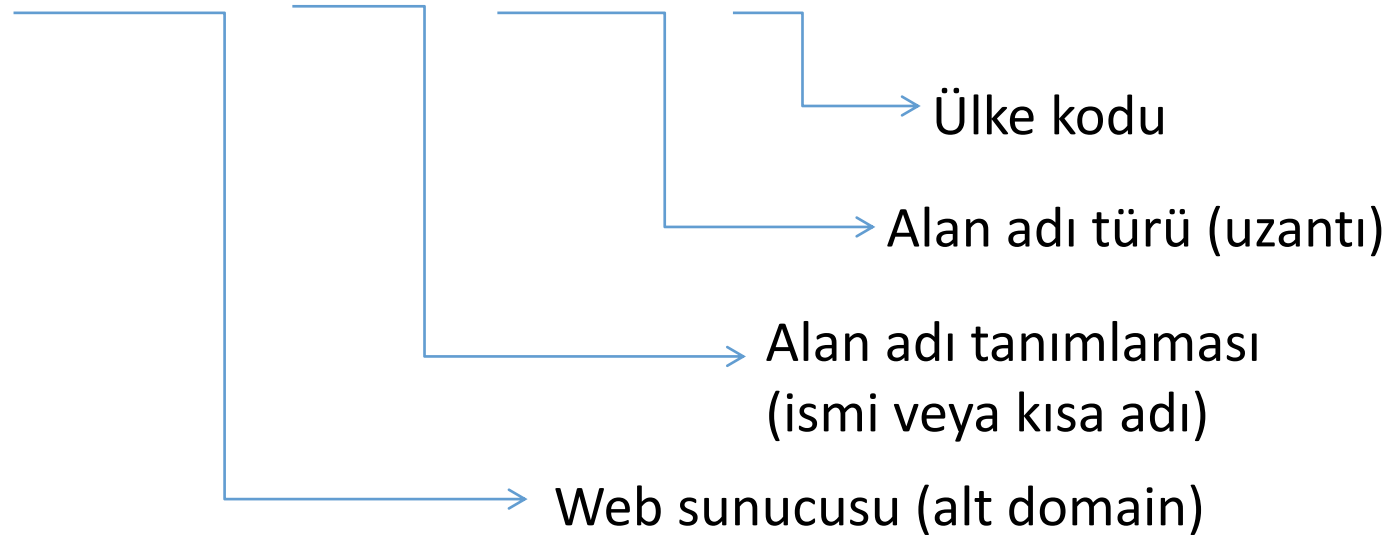 Ülke kodu
Alan adı türü (uzantı)
Alan adı tanımlaması
(ismi veya kısa adı)
Web sunucusu (alt domain)